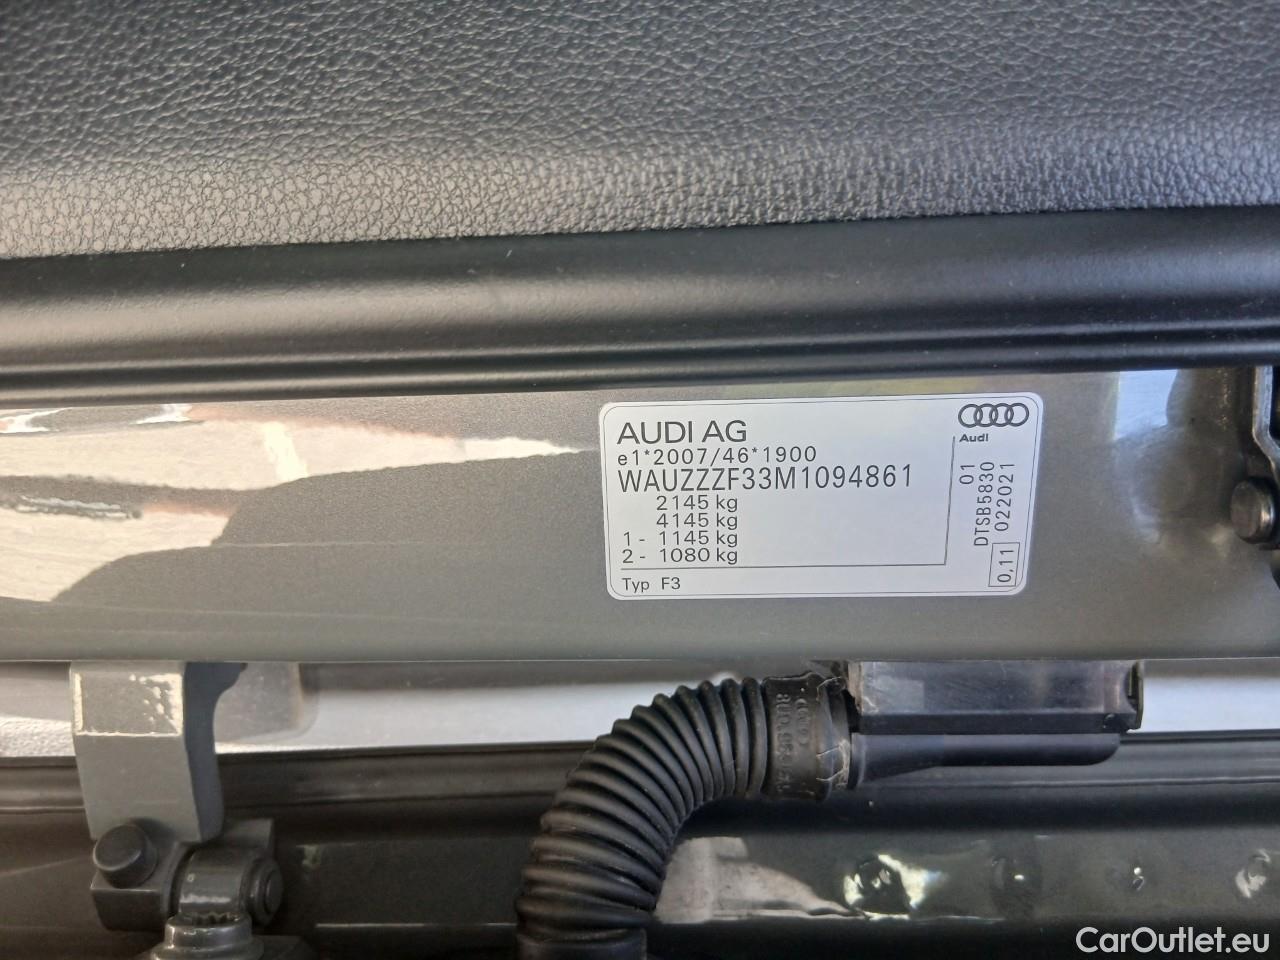 AUDI AG
e1*2007/46*1900
WAUZZZF33M1094861
2145 kg
4145 kg
1 - 1145 kg
2 - 1080 kg
Typ F3
Audi
01
DTSB5830
022021
0,11
CarOutlet.eu